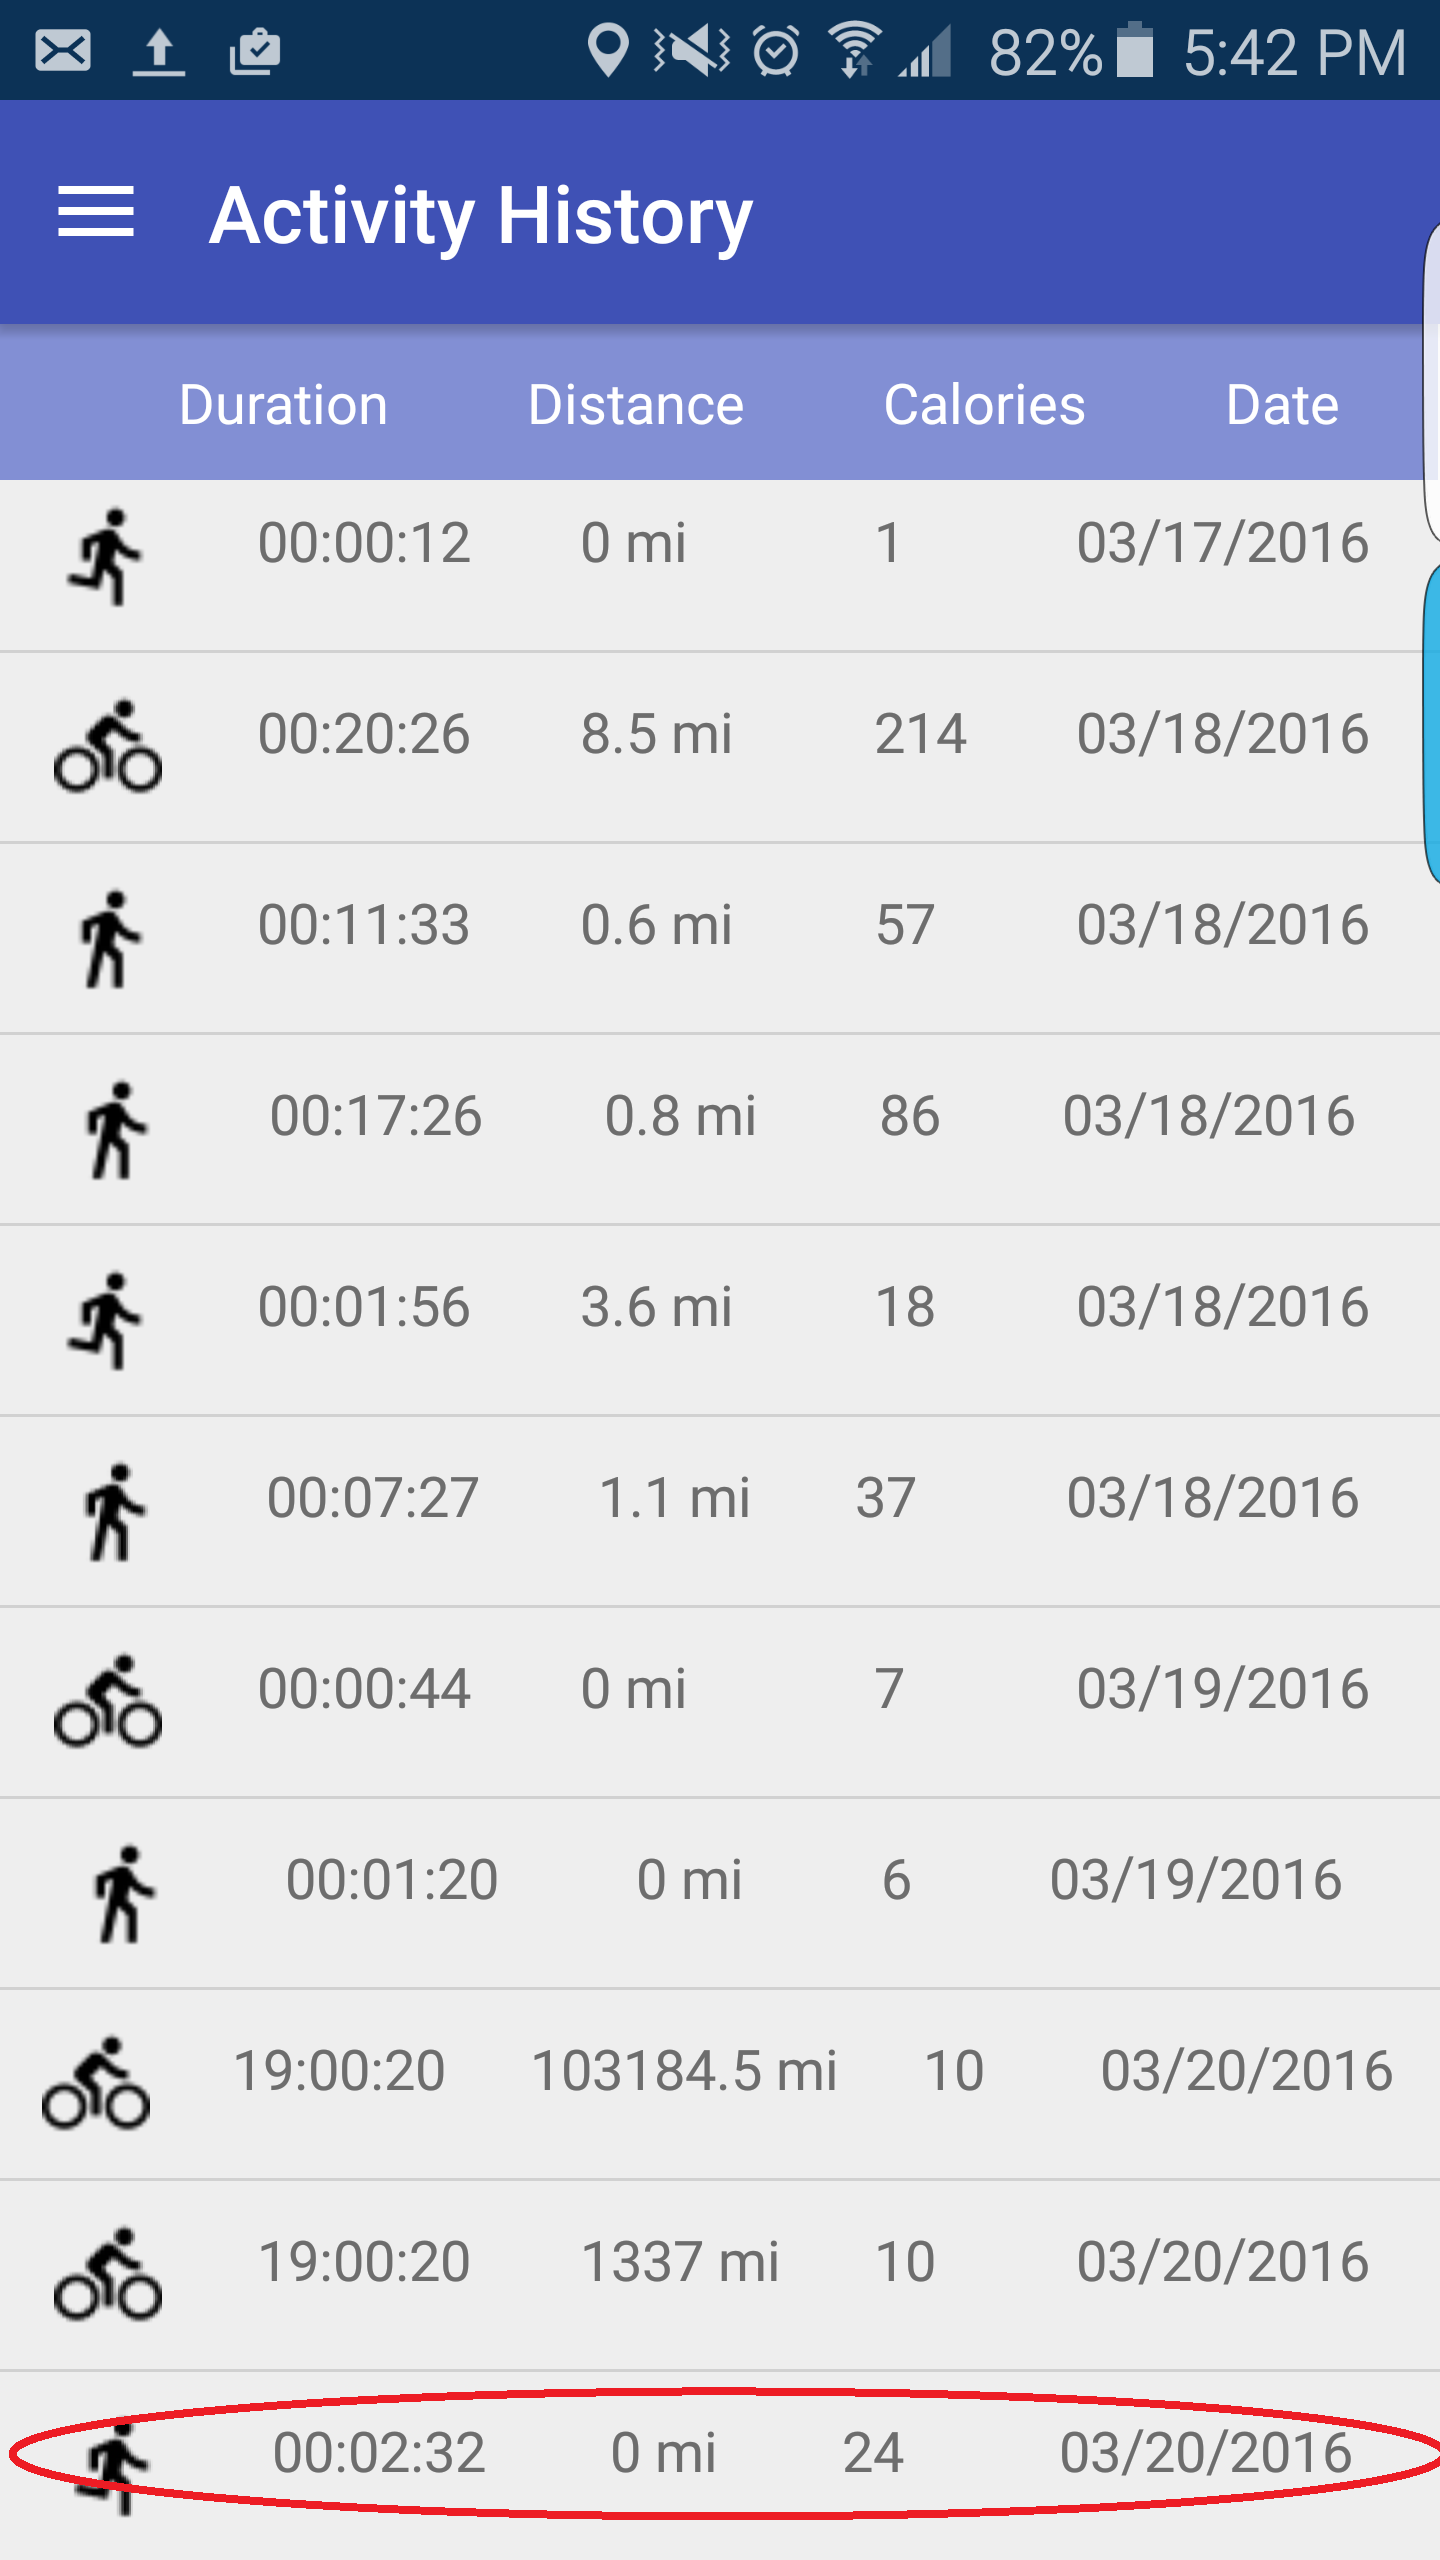 82% 5:42 PM
Activity History
Duration Distance Calories Date
00:00:12 0 mi 1 03/17/2016
00:20:26 8.5 mi 214 03/18/2016
00:11:33 0.6 mi 57 03/18/2016
00:17:26 0.8 mi 86 03/18/2016
00:01:56 3.6 mi 18 03/18/2016
00:07:27 1.1 mi 37 03/18/2016
00:00:44 0 mi 7 03/19/2016
00:01:20 0 mi 6 03/19/2016
19:00:20 103184.5 mi 10 03/20/2016
19:00:20 1337 mi 10 03/20/2016
00:02:32 0 mi 24 03/20/2016